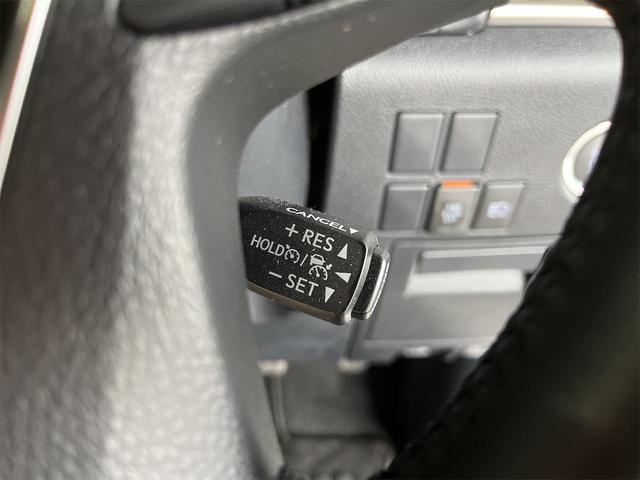 CANCEL▼
+RES▲
HOLD / ◀
−SET▼